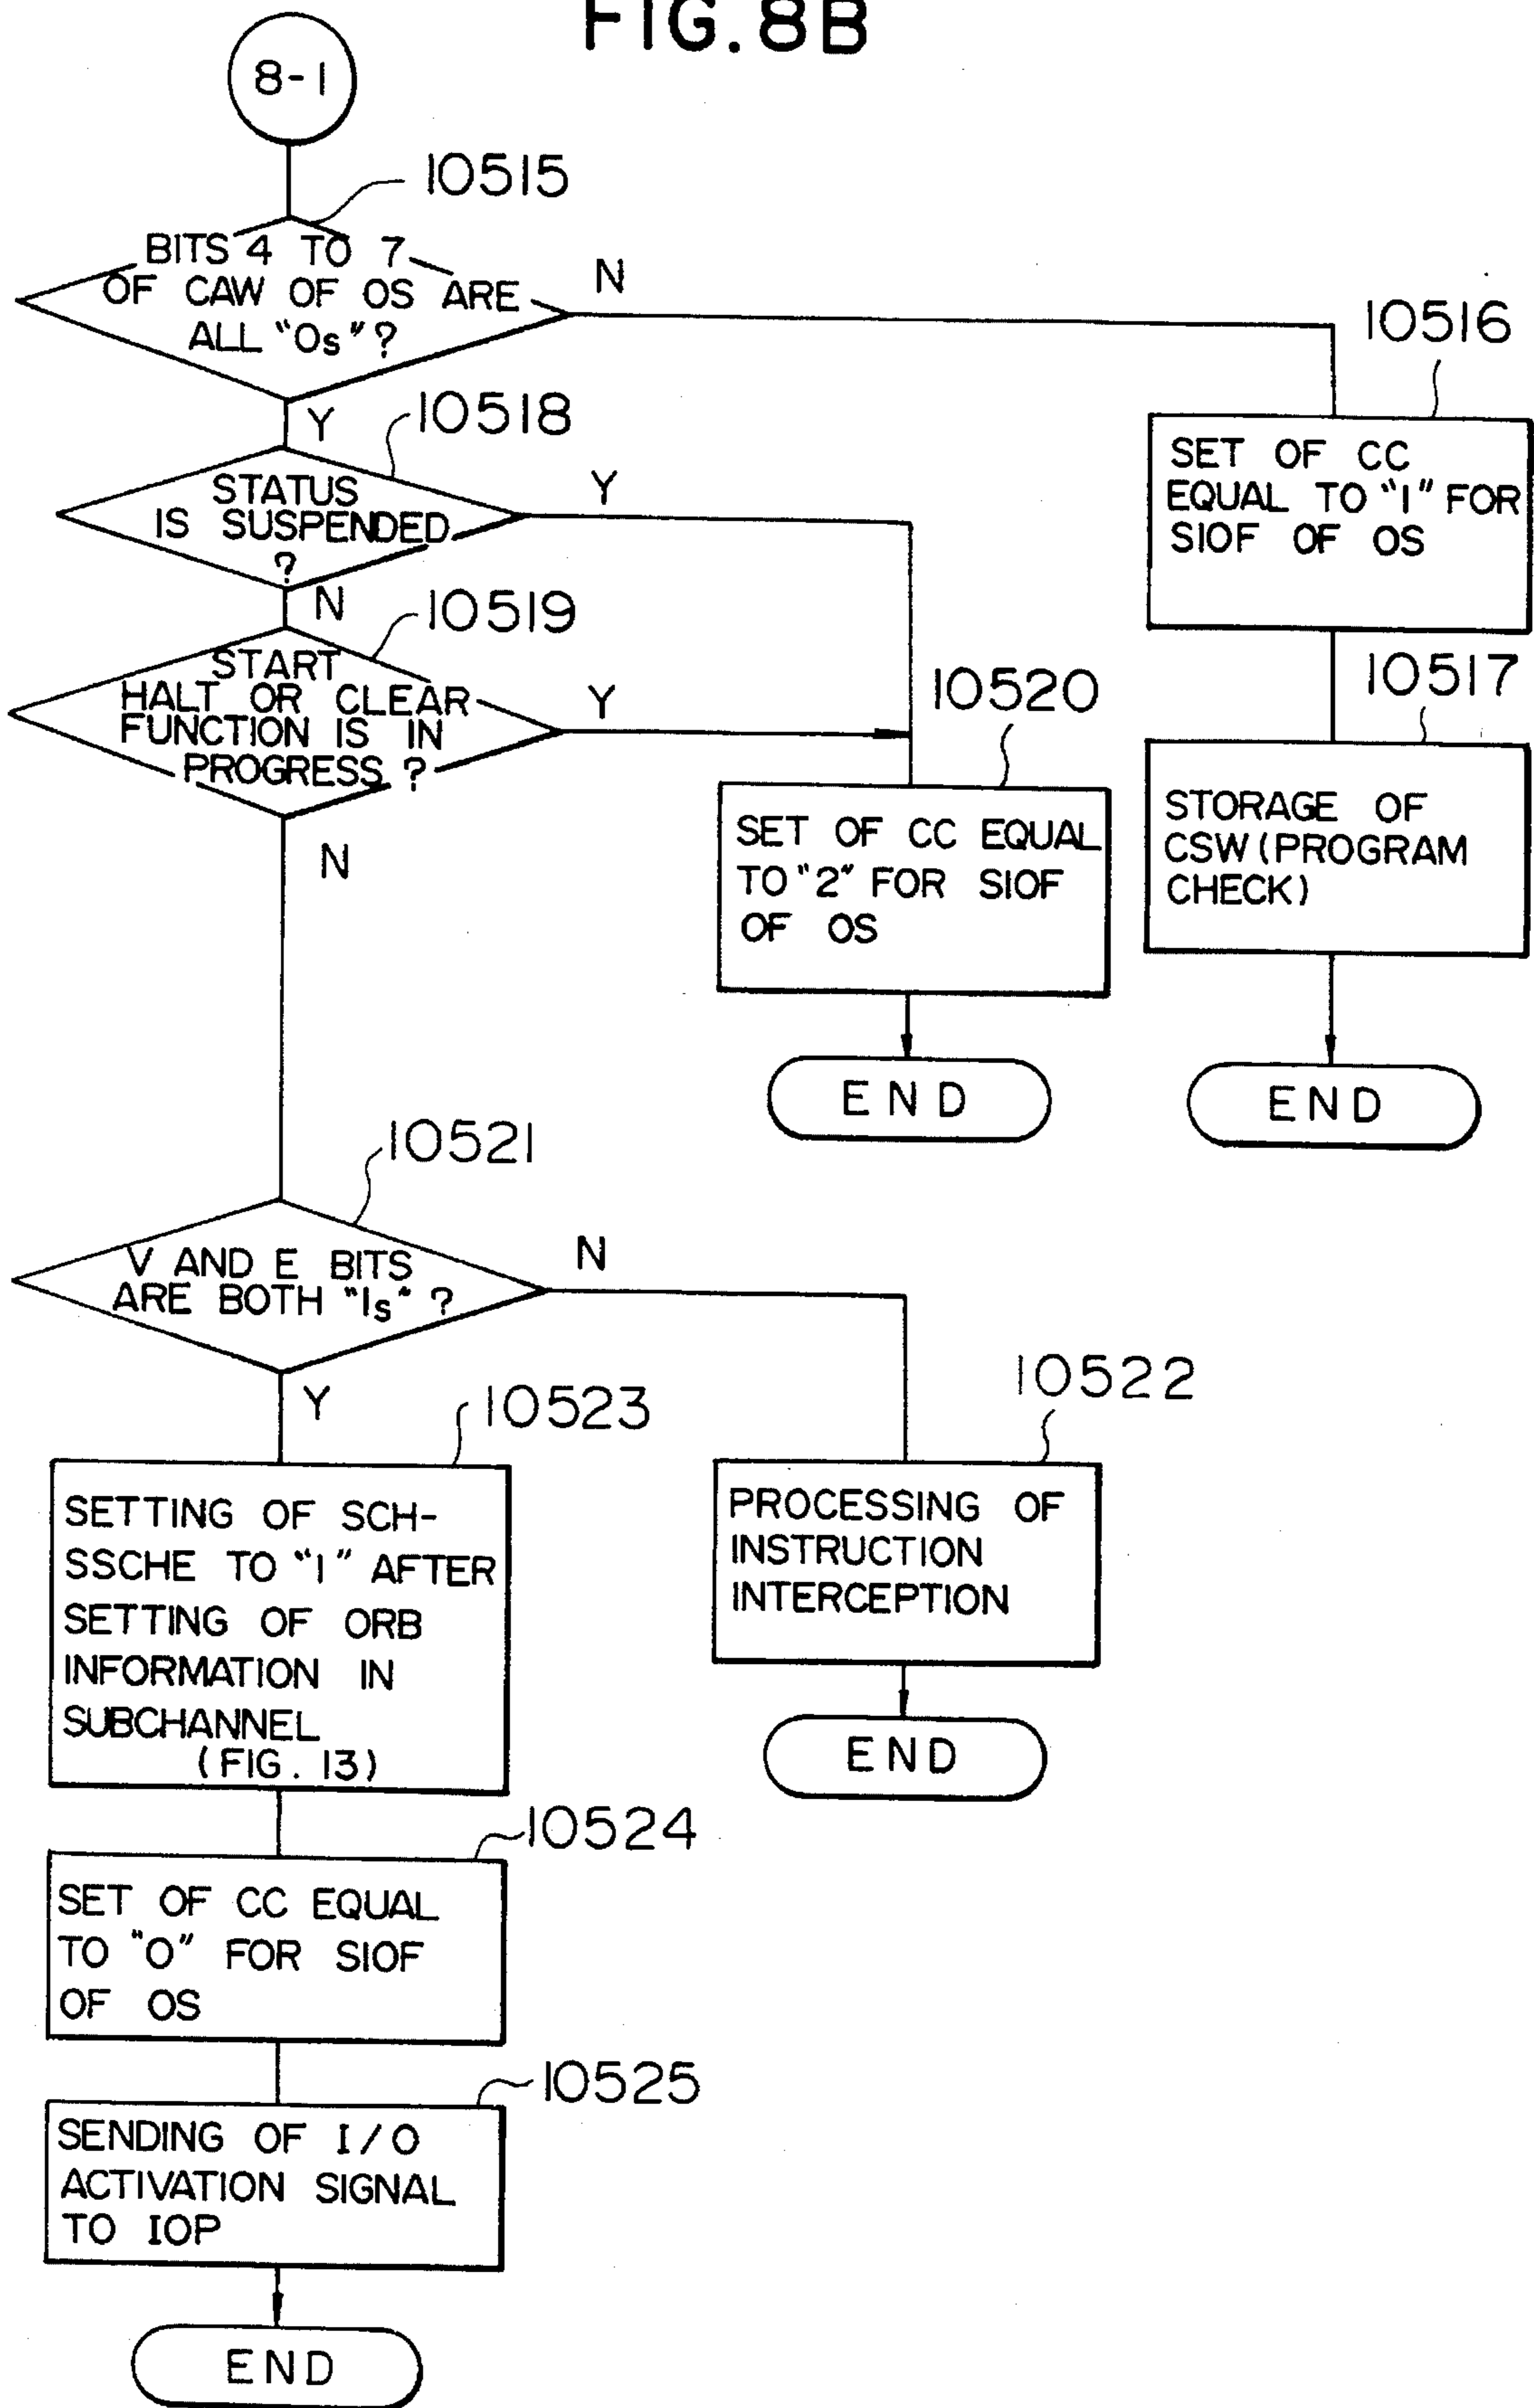 FIG. 8B
8-1
10515
BITS 4 TO 7
OF CAW OF OS ARE
ALL "0s"?
N
10516
SET OF CC
EQUAL TO "1" FOR
SIOF OF OS
Y
10518
STATUS
IS SUSPENDED
?
Y
N
10519
START
HALT OR CLEAR
FUNCTION IS IN
PROGRESS ?
Y
N
10520
SET OF CC EQUAL
TO "2" FOR SIOF
OF OS
END
10517
STORAGE OF
CSW (PROGRAM
CHECK)
END
10521
V AND E BITS
ARE BOTH "1s" ?
N
Y
10522
PROCESSING OF
INSTRUCTION
INTERCEPTION
END
10523
SETTING OF SCH-
SSCHE TO "1" AFTER
SETTING OF ORB
INFORMATION IN
SUBCHANNEL
(FIG. 13)
10524
SET OF CC EQUAL
TO "0" FOR SIOF
OF OS
10525
SENDING OF I/O
ACTIVATION SIGNAL
TO IOP
END